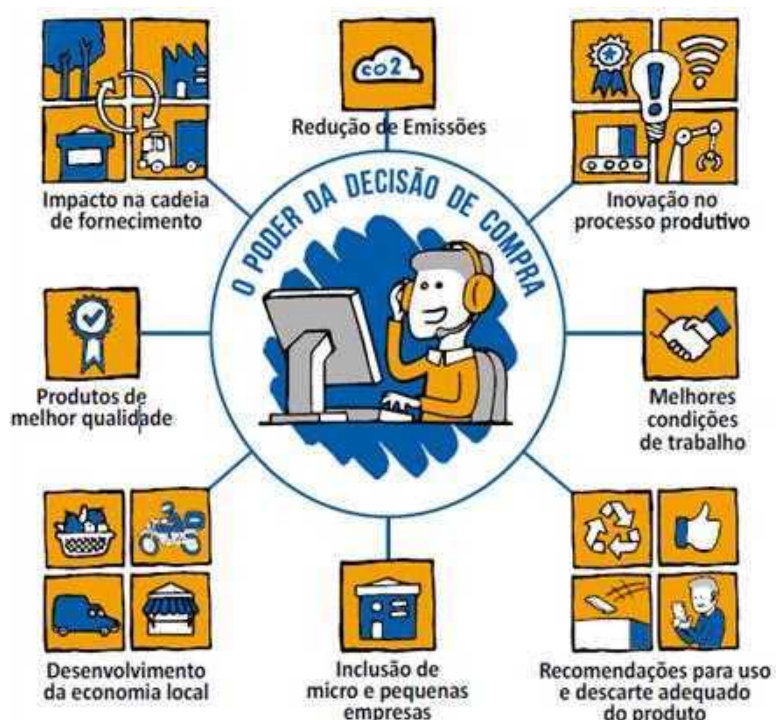 co2
Redução de Emissões
Impacto na cadeia
de fornecimento
Inovação no
processo produtivo
O PODER DA DECISÃO DE COMPRA
Produtos de
melhor qualidade
Melhores
condições
de trabalho
Desenvolvimento
da economia local
Inclusão de
micro e pequenas
empresas
Recomendações para uso
e descarte adequado
do produto